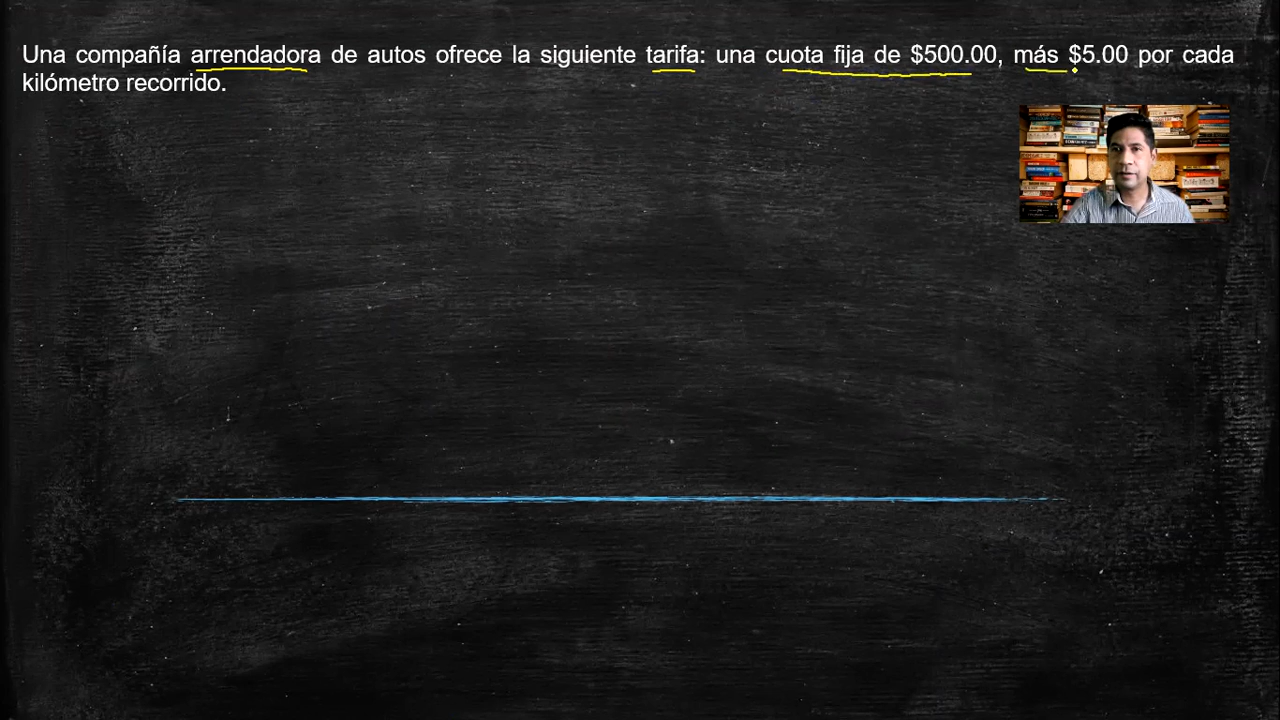 Una compañía arrendadora de autos ofrece la siguiente tarifa: una cuota fija de $500.00, más $5.00 por cada
kilómetro recorrido.